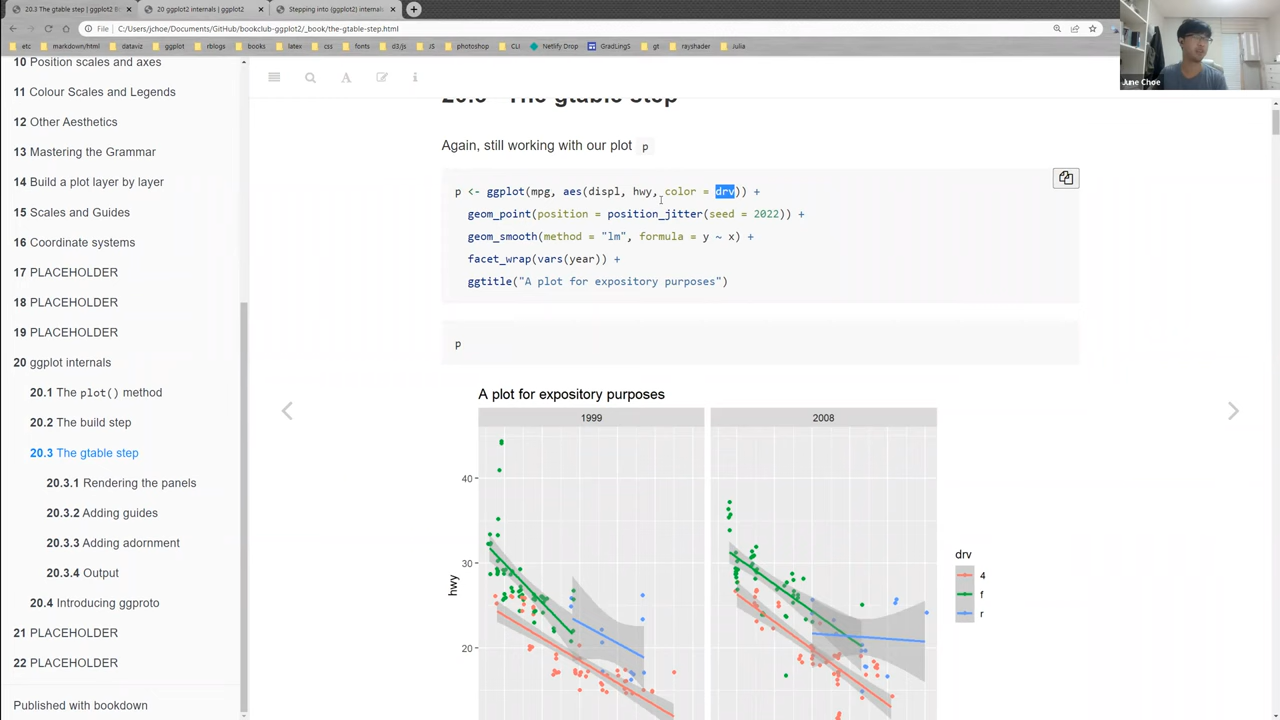 20.3 The gtable step | ggplot2 B
20 ggplot2 internals | ggplot2
Stepping into {ggplot2} internal
File
C:/Users/jchoe/Documents/GitHub/bookclub-ggplot2/_book/the-gtable-step.html
etc
markdown/html
dataviz
ggplot
rblogs
books
latex
css
fonts
d3/js
JS
photoshop
CLI
Netlify Drop
GradLingS
gt
rayshader
Julia
June Choe
10 Position scales and axes
11 Colour Scales and Legends
12 Other Aesthetics
13 Mastering the Grammar
14 Build a plot layer by layer
15 Scales and Guides
16 Coordinate systems
17 PLACEHOLDER
18 PLACEHOLDER
19 PLACEHOLDER
20 ggplot internals
20.1 The plot() method
20.2 The build step
20.3 The gtable step
20.3.1 Rendering the panels
20.3.2 Adding guides
20.3.3 Adding adornment
20.3.4 Output
20.4 Introducing ggproto
21 PLACEHOLDER
22 PLACEHOLDER
Published with bookdown
20.3 The gtable step
Again, still working with our plot p
p <- ggplot(mpg, aes(displ, hwy, color = drv)) +
geom_point(position = position_jitter(seed = 2022)) +
geom_smooth(method = "lm", formula = y ~ x) +
facet_wrap(vars(year)) +
ggtitle("A plot for expository purposes")
p
A plot for expository purposes
1999
2008
40
30
20
hwy
drv
4
f
r